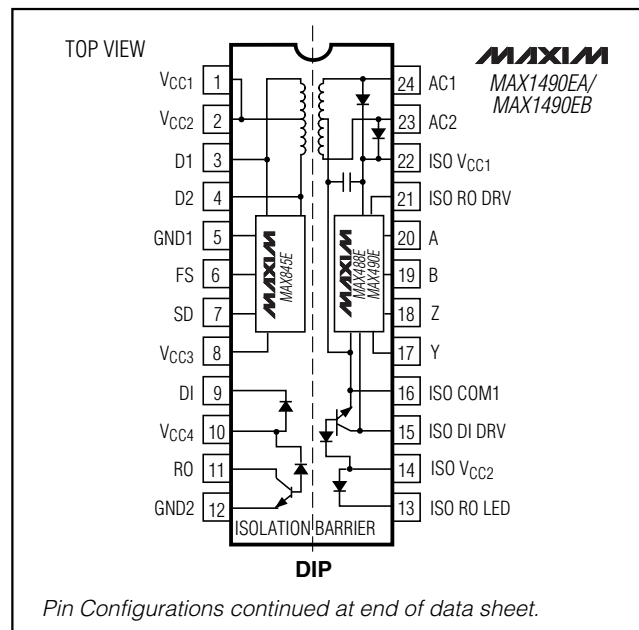 TOP VIEW
MAXIM
MAX1490EA/
MAX1490EB
VCC1 1
VCC2 2
D1 3
D2 4
GND1 5
FS 6
SD 7
VCC3 8
DI 9
VCC4 10
RO 11
GND2 12
MAXIM
MAX845E
MAXIM
MAX488E
MAX490E
24 AC1
23 AC2
22 ISO VCC1
21 ISO RO DRV
20 A
19 B
18 Z
17 Y
16 ISO COM1
15 ISO DI DRV
14 ISO VCC2
13 ISO RO LED
ISOLATION BARRIER
DIP
Pin Configurations continued at end of data sheet.